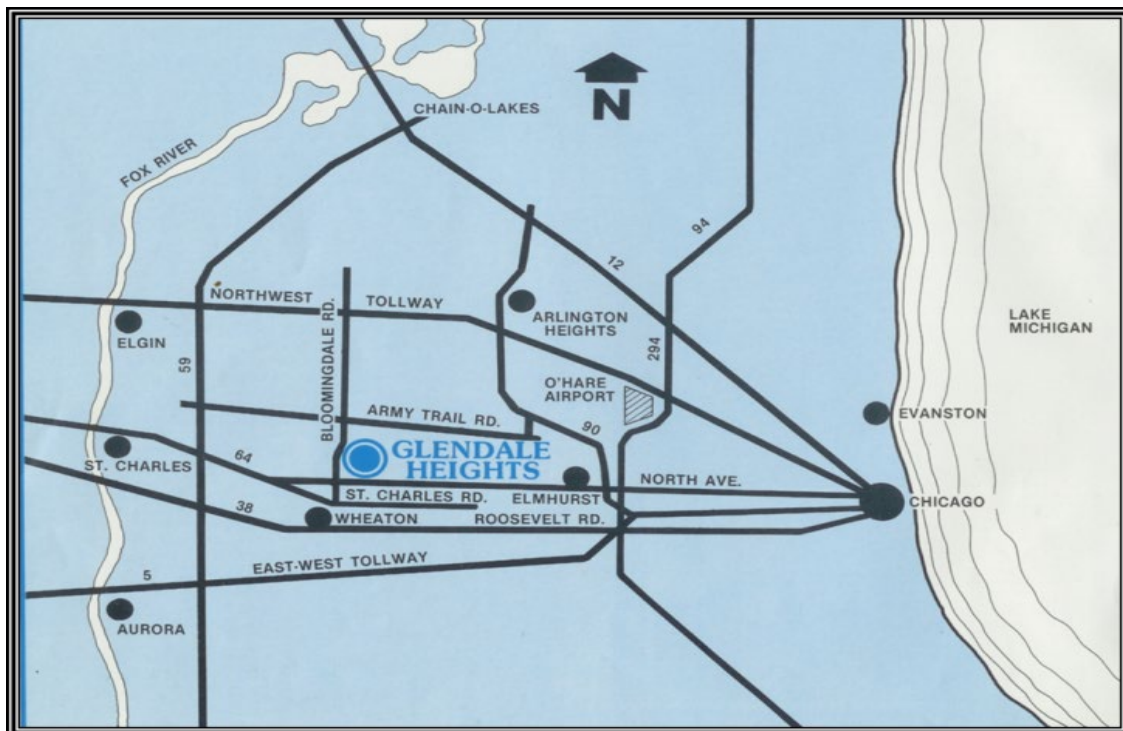 N
CHAIN-O-LAKES
FOX RIVER
94
12
NORTHWEST
TOLLWAY
BLOOMINGDALE RD.
ARLINGTON
HEIGHTS
LAKE
MICHIGAN
ELGIN
59
294
O'HARE
AIRPORT
ARMY TRAIL RD.
90
EVANSTON
GLENDALE
HEIGHTS
ST. CHARLES
64
NORTH AVE.
ST. CHARLES RD.
ELMHURST
CHICAGO
38
WHEATON
ROOSEVELT RD.
EAST-WEST TOLLWAY
5
AURORA